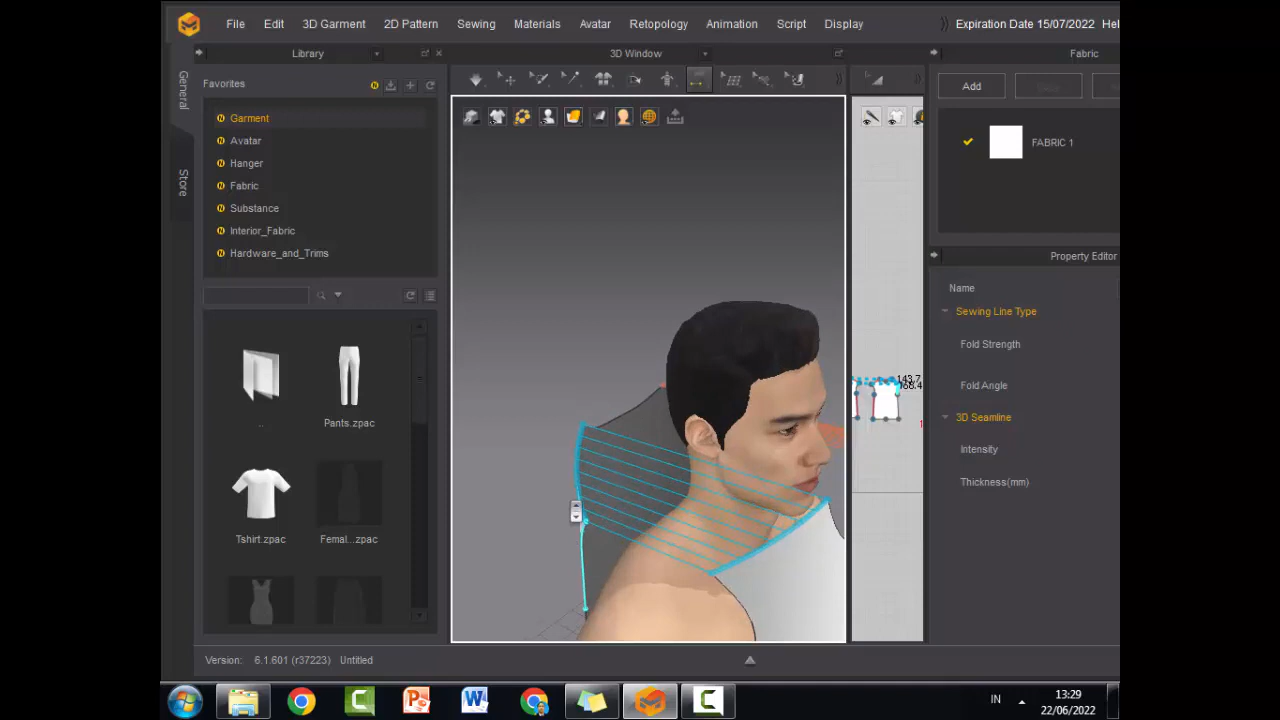 File Edit 3D Garment 2D Pattern Sewing Materials Avatar Retopology Animation Script Display Expiration Date 15/07/2022 Hel
Library 3D Window Fabric
General
Store
Favorites
Add
Garment
Avatar
Hanger
Fabric
Substance
Interior_Fabric
Hardware_and_Trims
FABRIC 1
Property Editor
Name
Sewing Line Type
Fold Strength
Fold Angle
3D Seamline
Intensity
Thickness(mm)
143.7
..
Pants.zpac
Tshirt.zpac
Femal...zpac
Version: 6.1.601 (r37223) Untitled
IN
13:29
22/06/2022